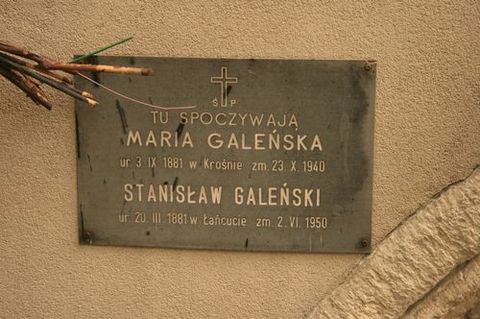 Ś P
TU SPOCZYWAJĄ
MARIA GALEŃSKA
ur. 3. IX. 1881. w Krośnie zm. 23. X. 1940
STANISŁAW GALEŃSKI
ur. 20. III. 1881 w Łańcucie zm. 2. VI. 1950